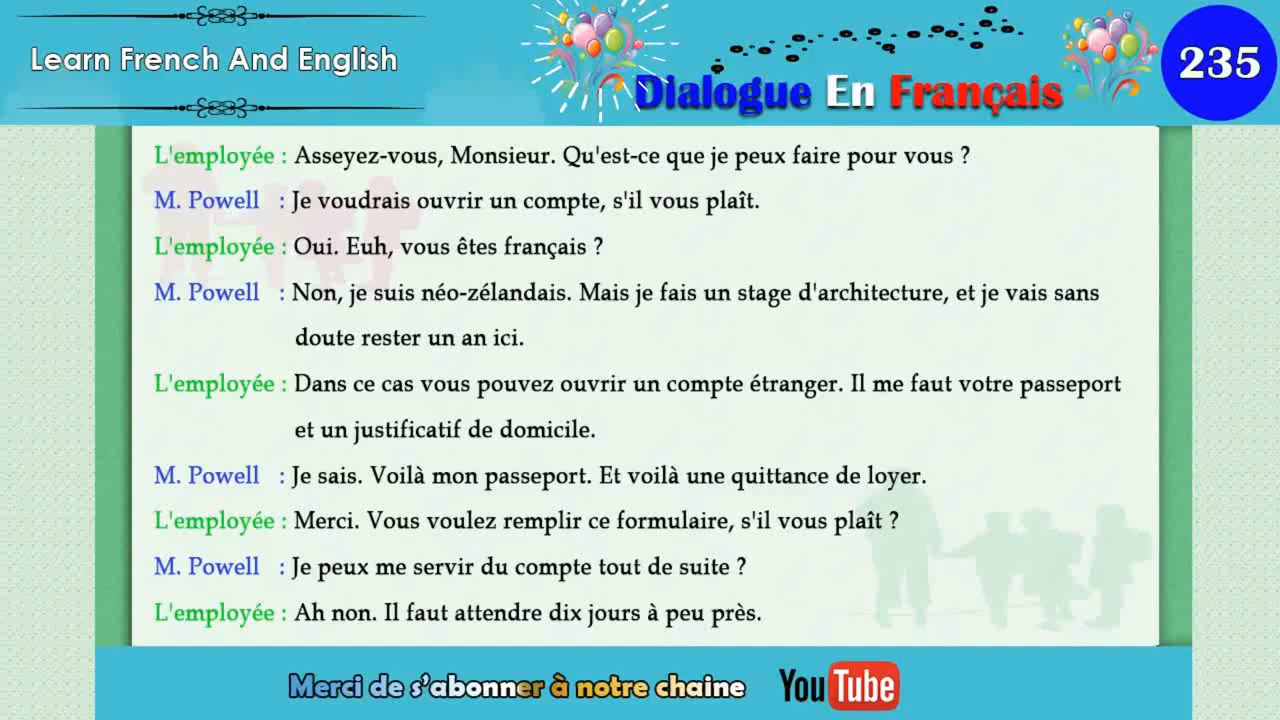 Learn French And English
Dialogue En Français
235
L'employée : Asseyez-vous, Monsieur. Qu'est-ce que je peux faire pour vous ?
M. Powell : Je voudrais ouvrir un compte, s'il vous plaît.
L'employée : Oui. Euh, vous êtes français ?
M. Powell : Non, je suis néo-zélandais. Mais je fais un stage d'architecture, et je vais sans
doute rester un an ici.
L'employée : Dans ce cas vous pouvez ouvrir un compte étranger. Il me faut votre passeport
et un justificatif de domicile.
M. Powell : Je sais. Voilà mon passeport. Et voilà une quittance de loyer.
L'employée : Merci. Vous voulez remplir ce formulaire, s'il vous plaît ?
M. Powell : Je peux me servir du compte tout de suite ?
L'employée : Ah non. Il faut attendre dix jours à peu près.
Merci de s'abonner à notre chaine
YouTube